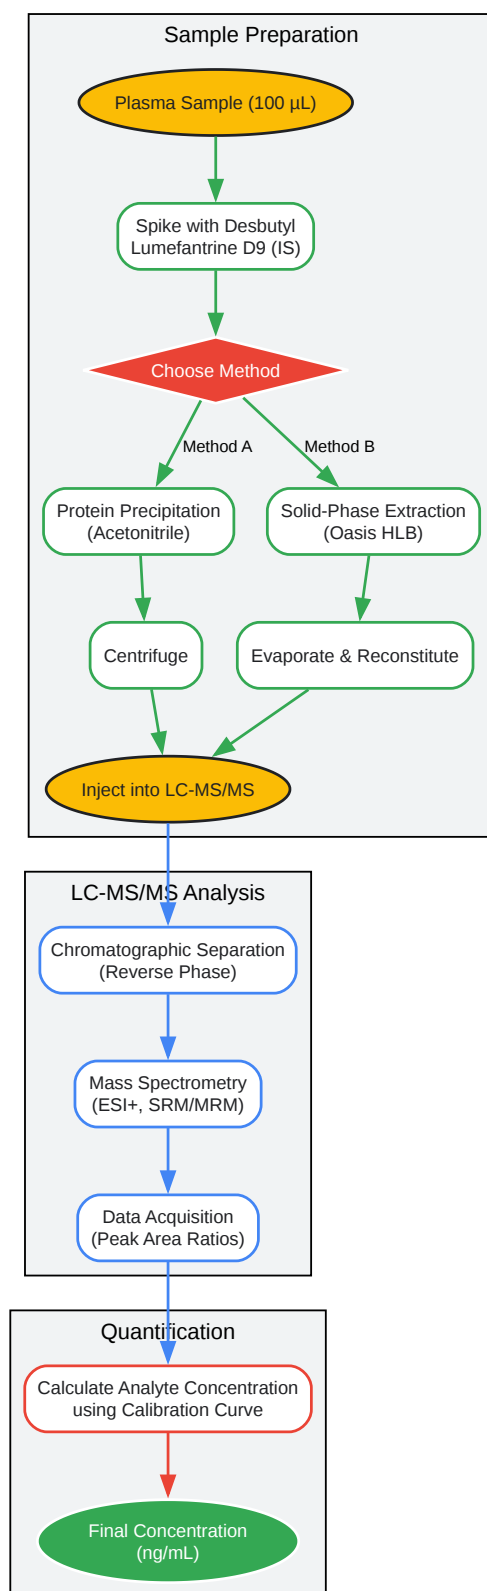 Sample Preparation
Plasma Sample (100 µL)
Spike with Desbutyl
Lumefantrine D9 (IS)
Choose Method
Method A
Method B
Protein Precipitation
(Acetonitrile)
Solid-Phase Extraction
(Oasis HLB)
Centrifuge
Evaporate & Reconstitute
Inject into LC-MS/MS
LC-MS/MS Analysis
Chromatographic Separation
(Reverse Phase)
Mass Spectrometry
(ESI+, SRM/MRM)
Data Acquisition
(Peak Area Ratios)
Quantification
Calculate Analyte Concentration
using Calibration Curve
Final Concentration
(ng/mL)